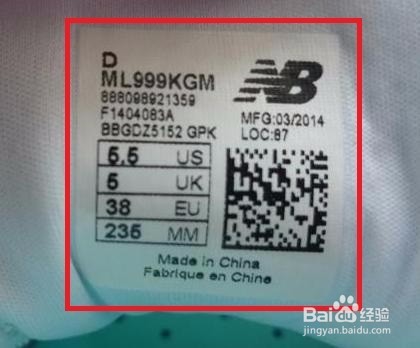 D
ML999KGM
888098921359
F1404083A
BBGDZ5152 GPK
NB
MFG:03/2014
LOC:87
5.5 US
5 UK
38 EU
235 MM
Made in China
Fabrique en Chine
Bai 经验
jingyan.baidu.com